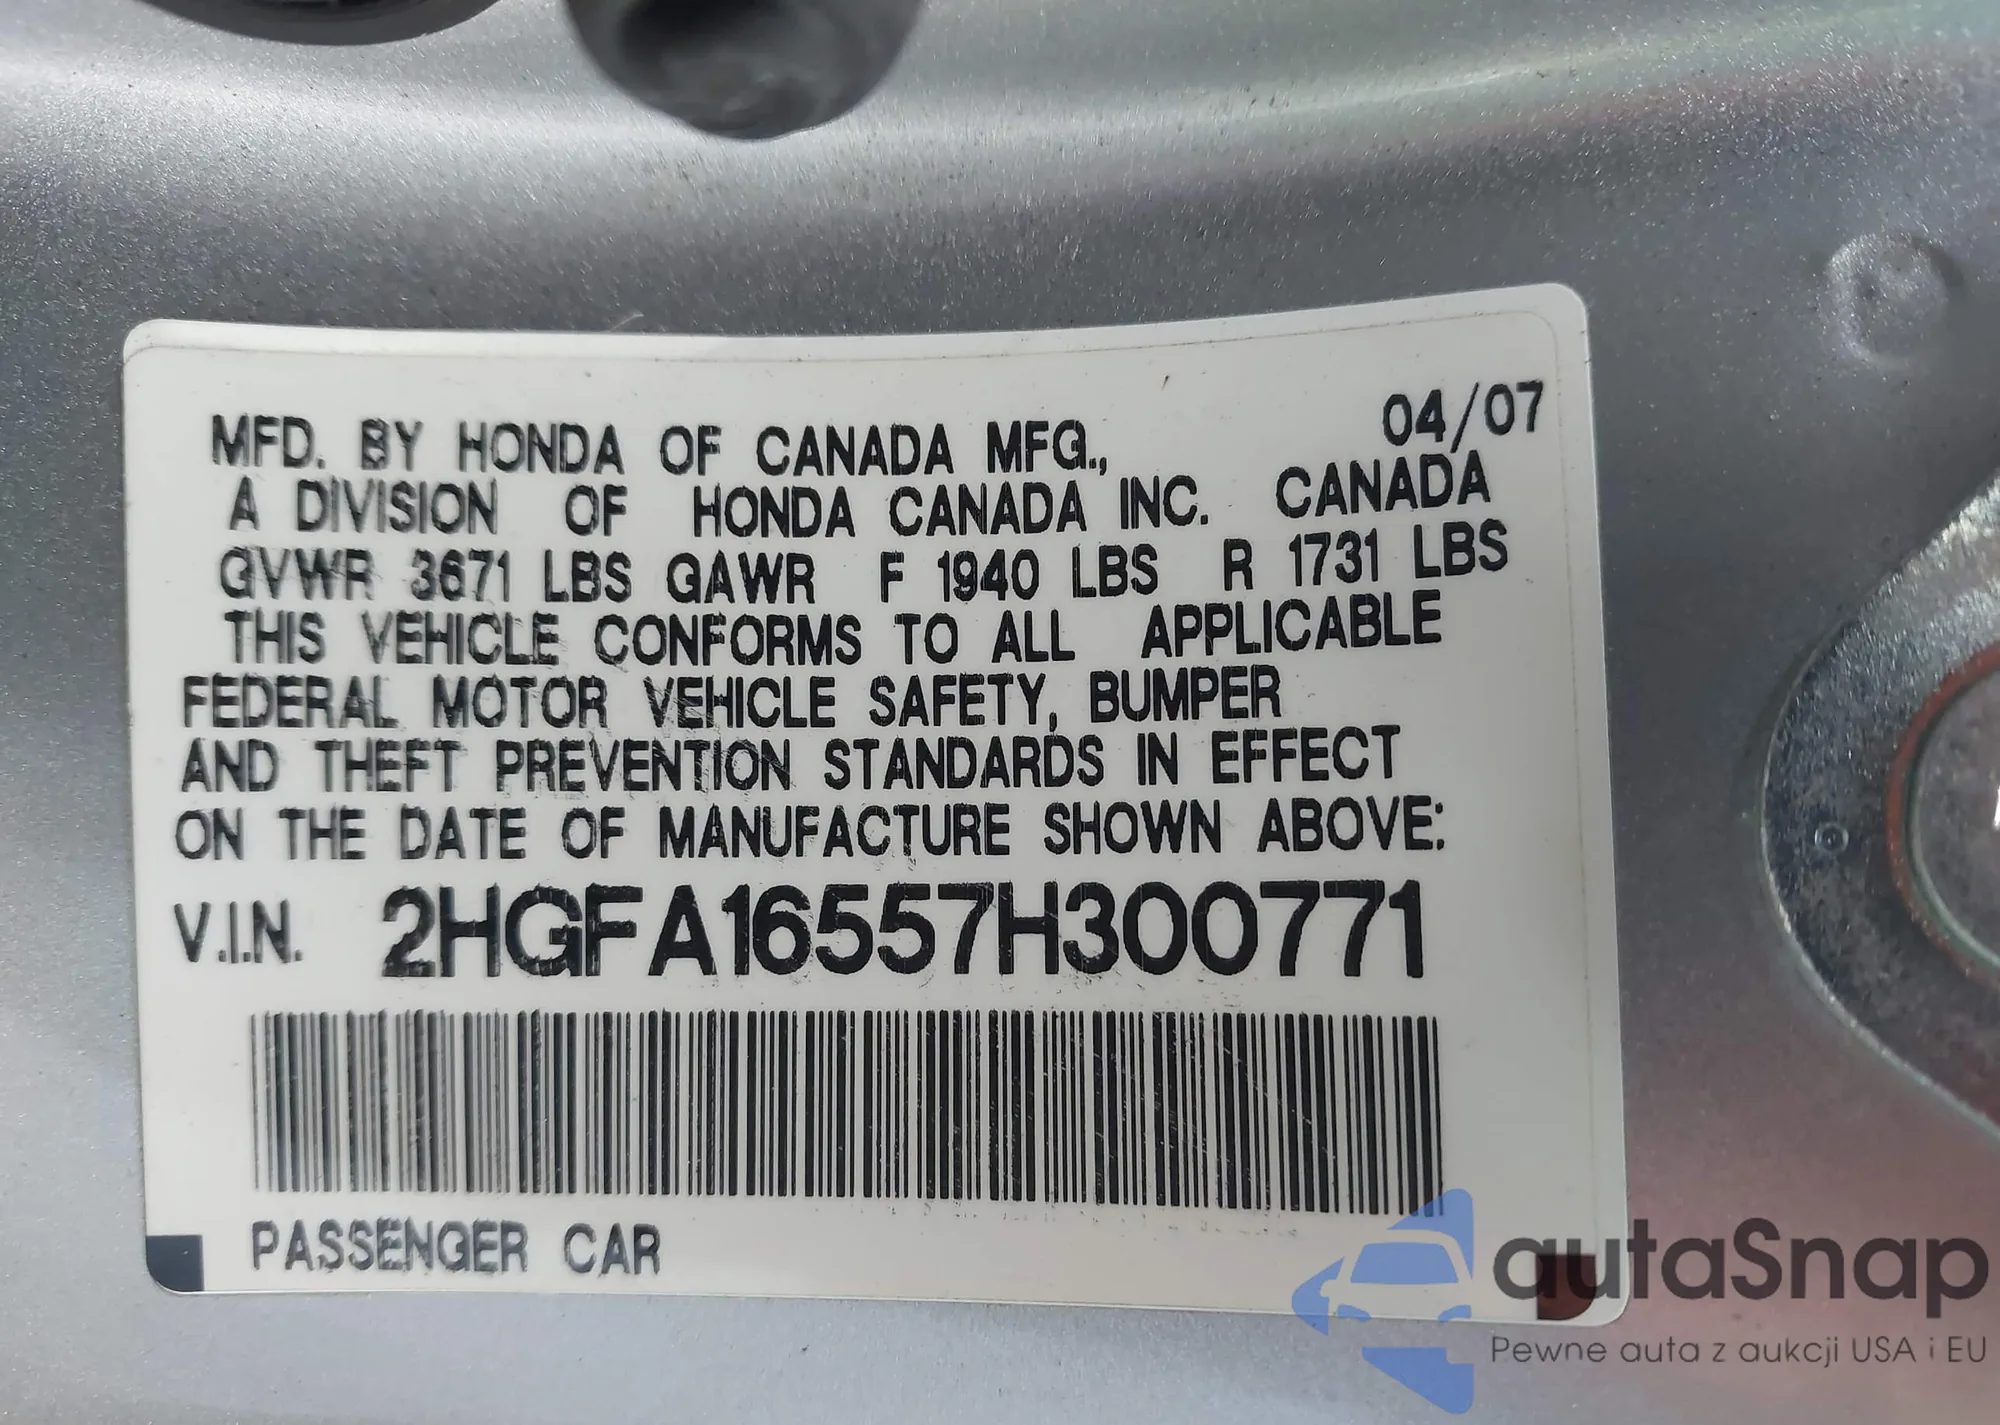 MFD. BY HONDA OF CANADA MFG., 04/07
A DIVISION OF HONDA CANADA INC. CANADA
GVWR 3671 LBS GAWR F 1940 LBS R 1731 LBS
THIS VEHICLE CONFORMS TO ALL APPLICABLE
FEDERAL MOTOR VEHICLE SAFETY, BUMPER
AND THEFT PREVENTION STANDARDS IN EFFECT
ON THE DATE OF MANUFACTURE SHOWN ABOVE:
V.I.N. 2HGFA16557H300771
PASSENGER CAR
autaSnap
Pewne auta z aukcji USA i EU